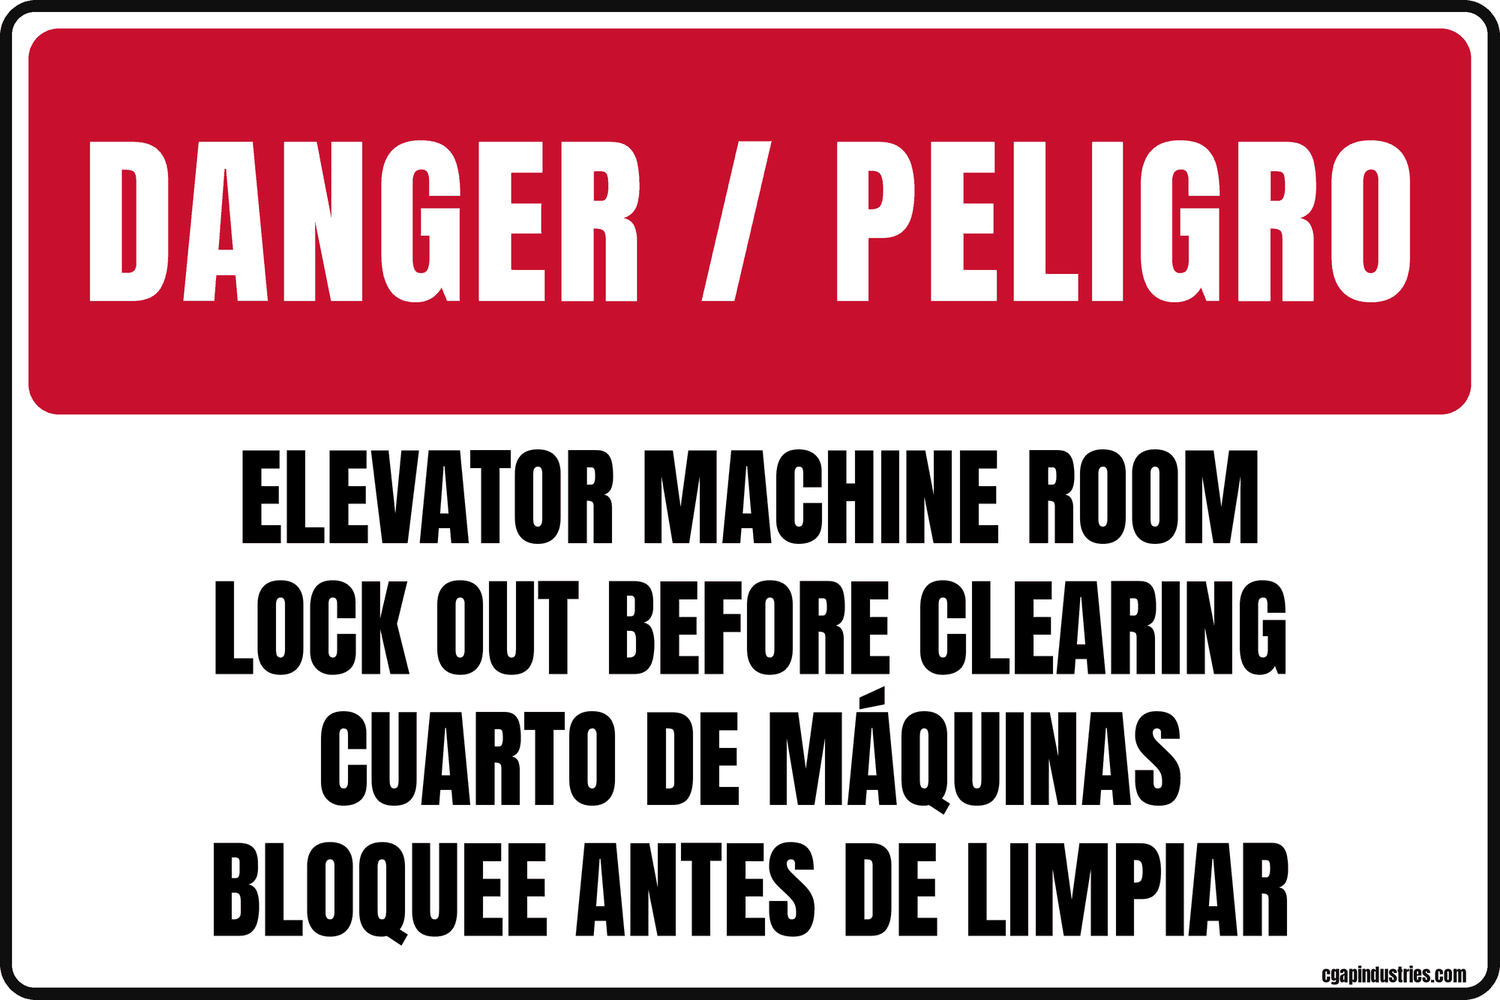 DANGER / PELIGRO
ELEVATOR MACHINE ROOM
LOCK OUT BEFORE CLEARING
CUARTO DE MÁQUINAS
BLOQUEE ANTES DE LIMPIAR
cgapindustries.com